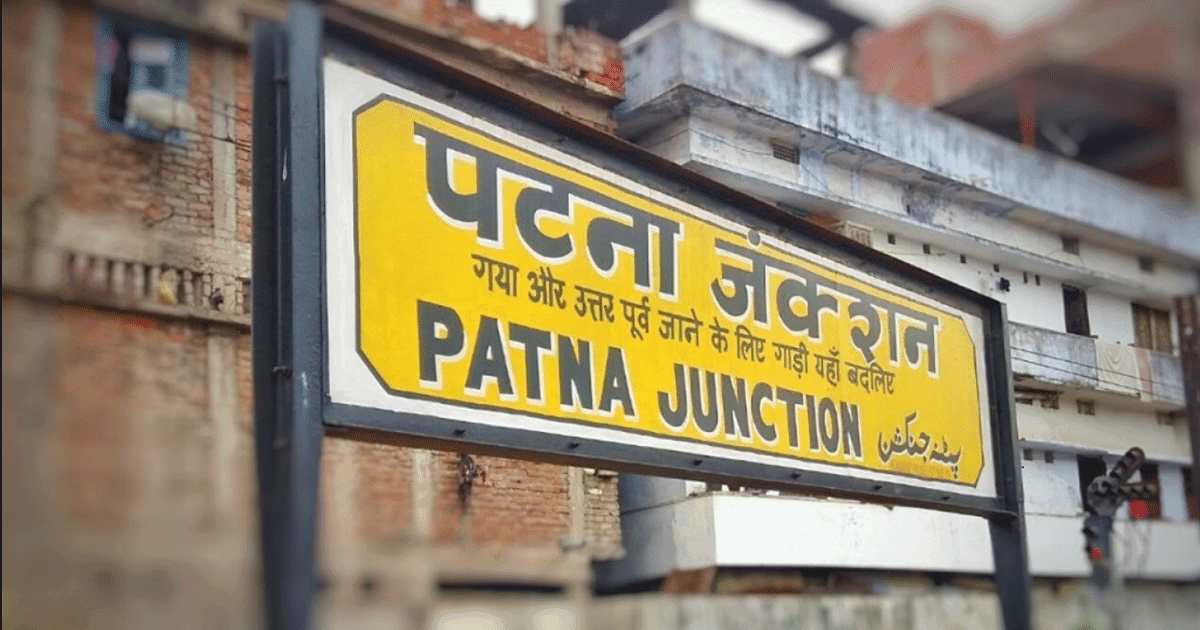 पटना जंकशन
गया और उत्तर पूर्व जाने के लिए गाड़ी यहाँ बदलिए
PATNA JUNCTION
پٹنہ جنکشن